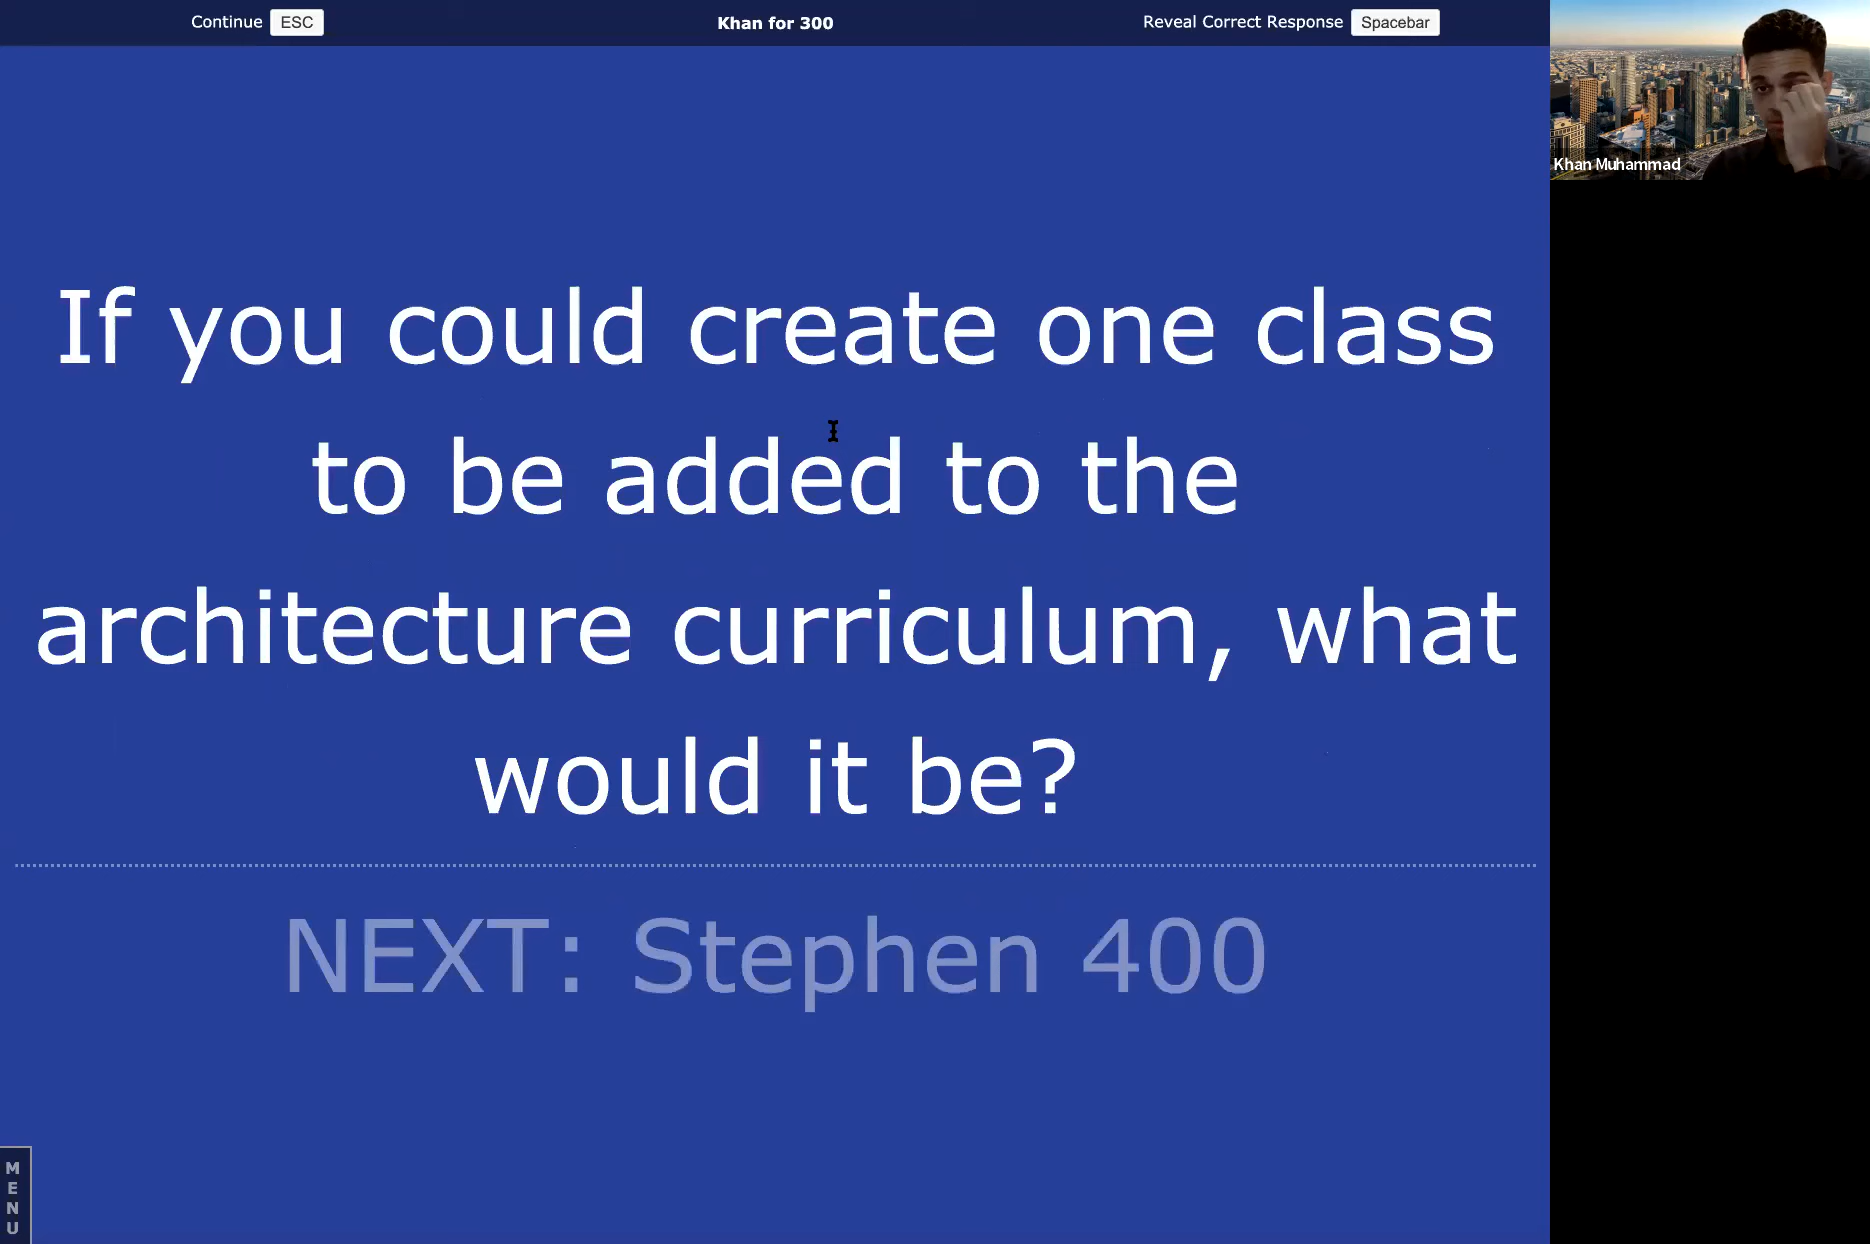 Continue ESC
Khan for 300
Reveal Correct Response Spacebar
Khan Muhammad
If you could create one class
to be added to the
architecture curriculum, what
would it be?
NEXT: Stephen 400
MENU